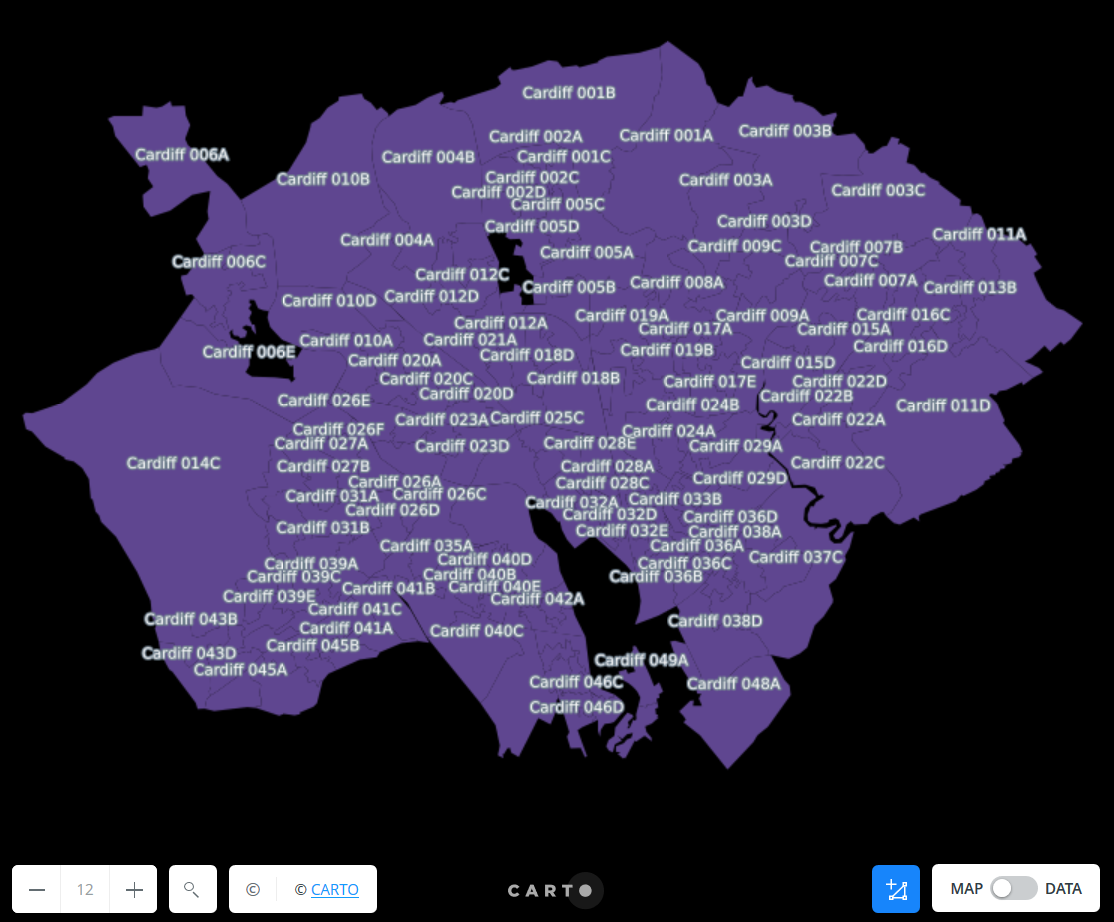 Cardiff 001B
Cardiff 003B
Cardiff 001A
Cardiff 002A
Cardiff 006A
Cardiff 004B
Cardiff 001C
Cardiff 002C
Cardiff 010B
Cardiff 003A
Cardiff 003C
Cardiff 002D
Cardiff 005C
Cardiff 003D
Cardiff 005D
Cardiff 011A
Cardiff 004A
Cardiff 009C
Cardiff 007B
Cardiff 005A
Cardiff 006C
Cardiff 007C
Cardiff 012C
Cardiff 008A
Cardiff 007A
Cardiff 005B
Cardiff 013B
Cardiff 012D
Cardiff 010D
Cardiff 019A
Cardiff 009A
Cardiff 016C
Cardiff 012A
Cardiff 017A
Cardiff 015A
Cardiff 010A
Cardiff 021A
Cardiff 016D
Cardiff 019B
Cardiff 006E
Cardiff 018D
Cardiff 020A
Cardiff 015D
Cardiff 020C
Cardiff 018B
Cardiff 017E
Cardiff 022D
Cardiff 020D
Cardiff 022B
Cardiff 026E
Cardiff 024B
Cardiff 011D
Cardiff 023A
Cardiff 025C
Cardiff 022A
Cardiff 026F
Cardiff 024A
Cardiff 027A
Cardiff 028E
Cardiff 023D
Cardiff 029A
Cardiff 014C
Cardiff 022C
Cardiff 027B
Cardiff 028A
Cardiff 029D
Cardiff 026A
Cardiff 028C
Cardiff 031A
Cardiff 026C
Cardiff 033B
Cardiff 032A
Cardiff 026D
Cardiff 032D
Cardiff 036D
Cardiff 031B
Cardiff 032E
Cardiff 038A
Cardiff 035A
Cardiff 036A
Cardiff 037C
Cardiff 040D
Cardiff 039A
Cardiff 036C
Cardiff 040B
Cardiff 039C
Cardiff 036B
Cardiff 041B
Cardiff 040E
Cardiff 039E
Cardiff 042A
Cardiff 041C
Cardiff 043B
Cardiff 038D
Cardiff 041A
Cardiff 040C
Cardiff 045B
Cardiff 043D
Cardiff 049A
Cardiff 045A
Cardiff 046C
Cardiff 048A
Cardiff 046D
12
©
© CARTO
CARTO
MAP
DATA